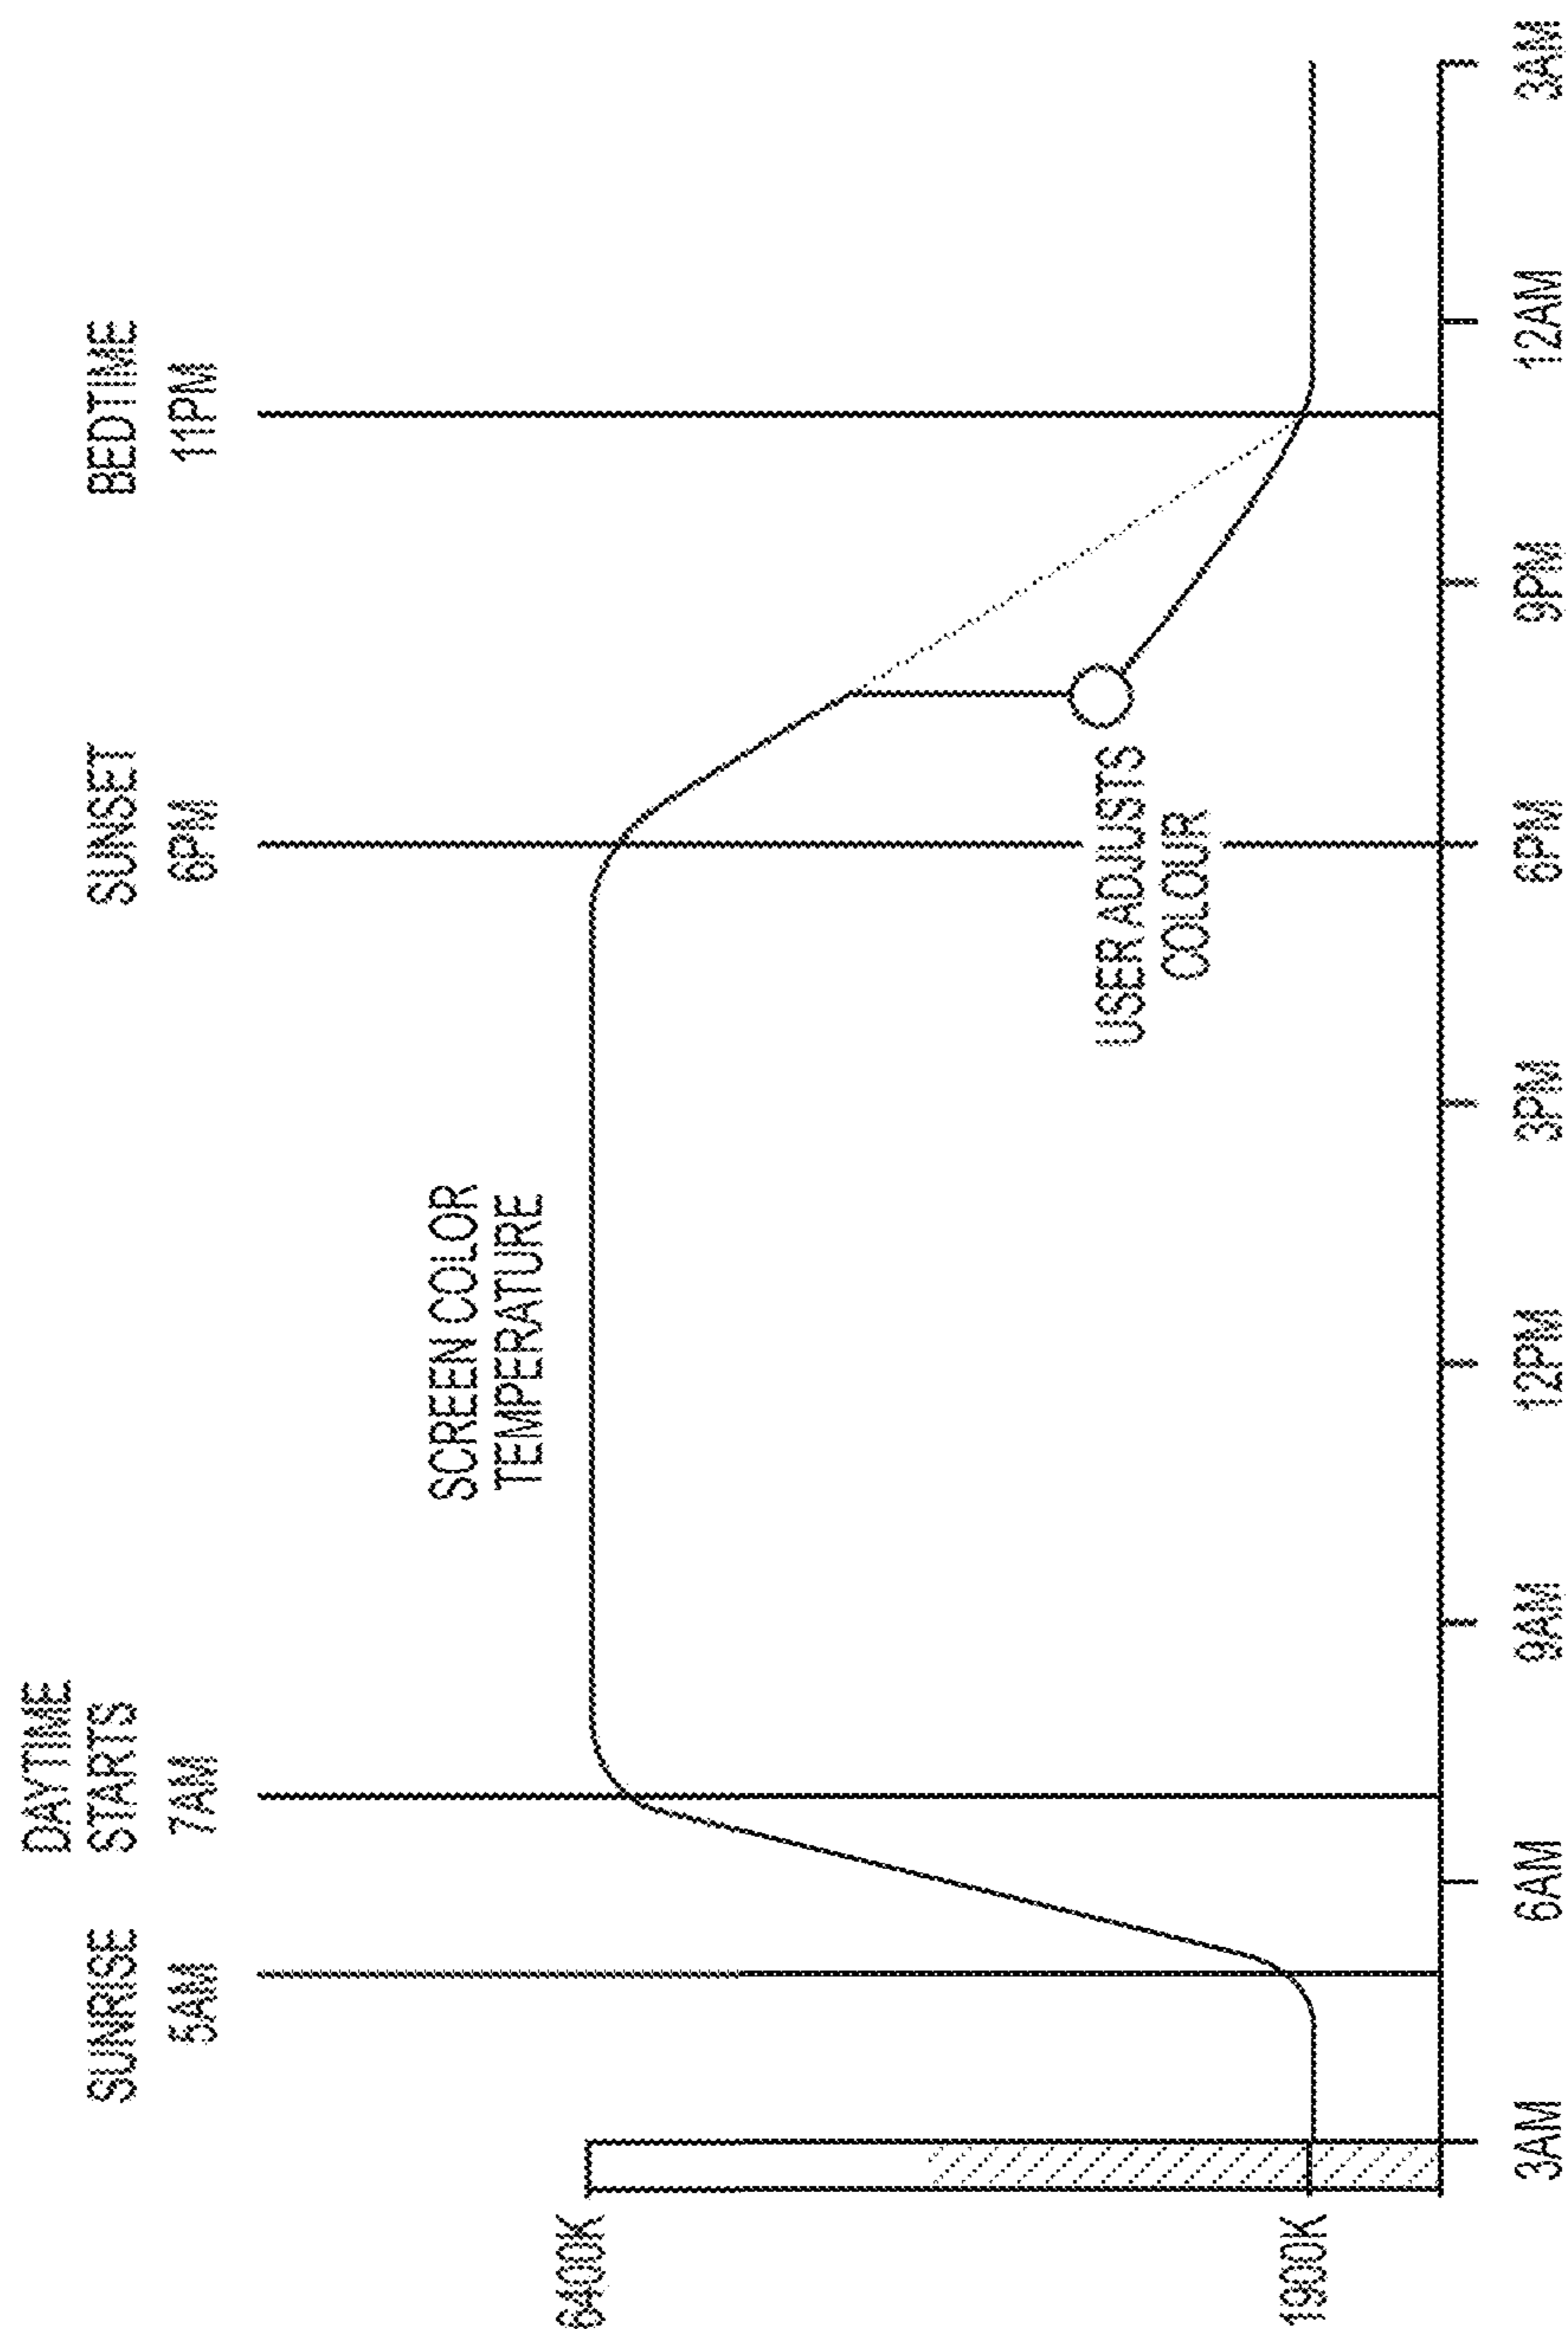 SUNRISE
5AM
DAYTIME
STARTS
7AM
SUNSET
6PM
BEDTIME
11PM
SCREEN COLOR
TEMPERATURE
6400K
USER ADJUSTS
COLOUR
1900K
3AM
6AM
9AM
12PM
3PM
6PM
9PM
12AM
3AM